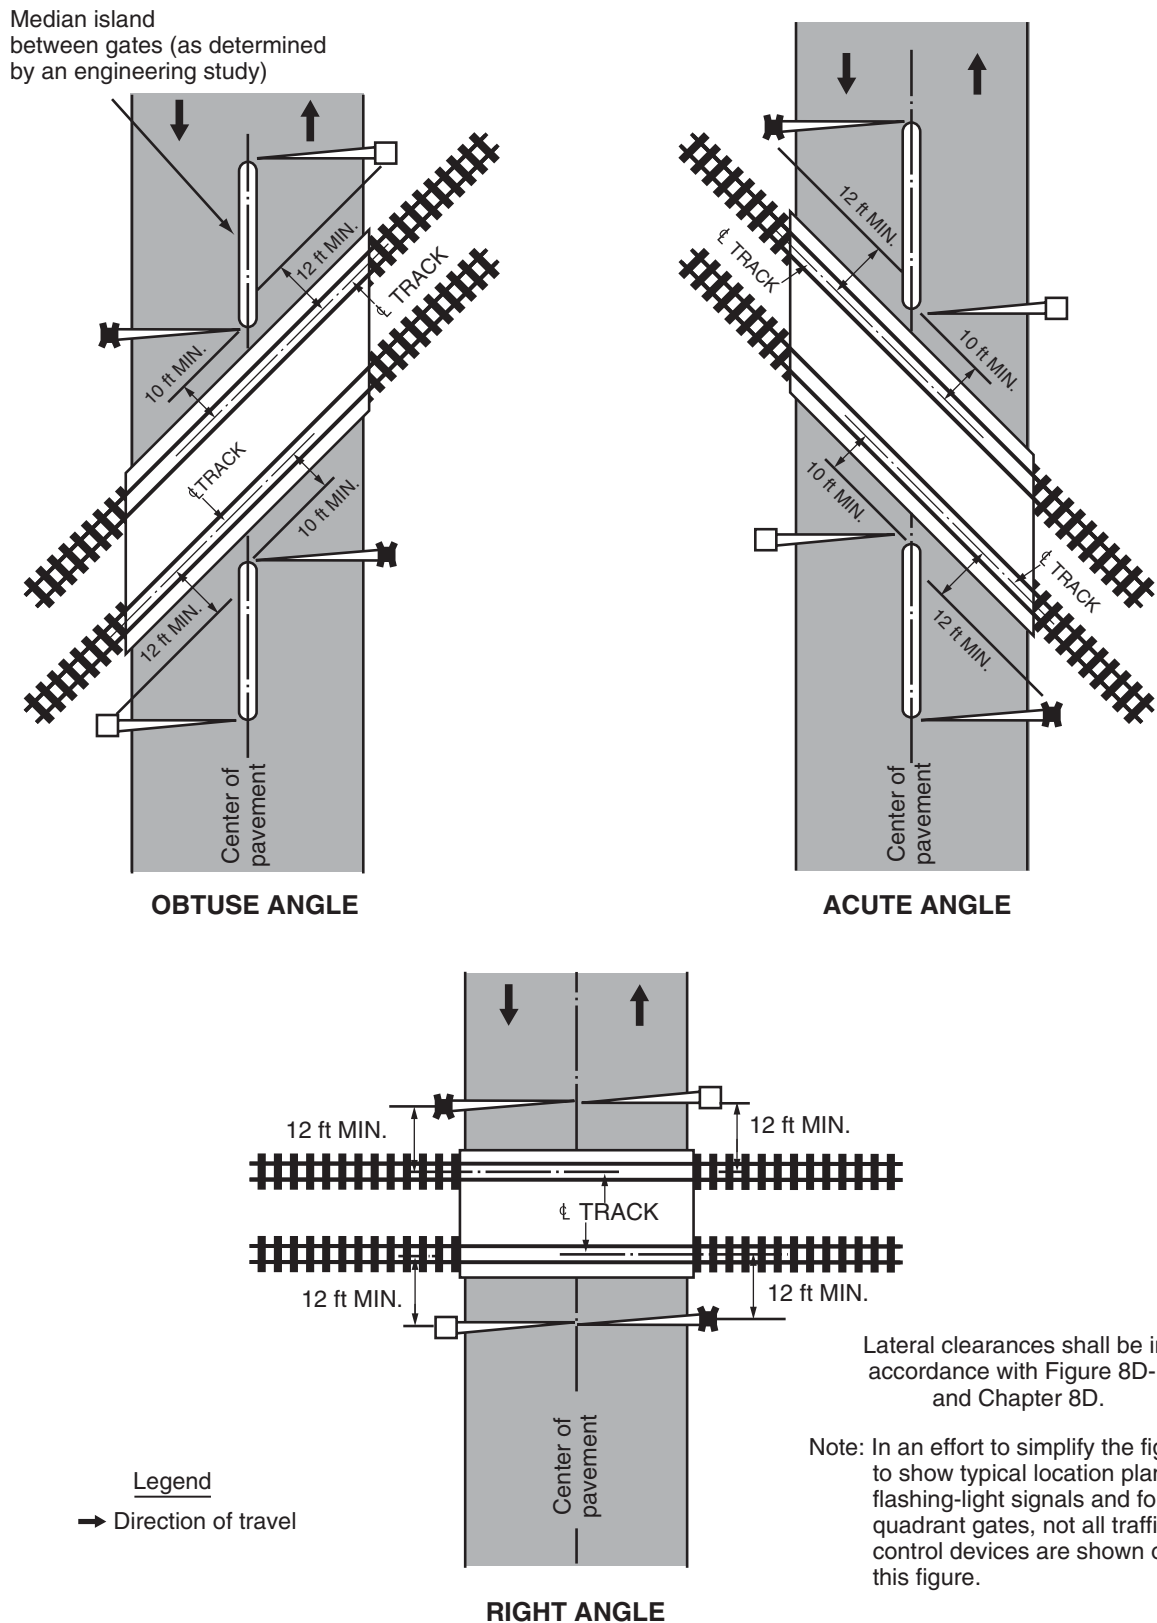 Median island
between gates (as determined
by an engineering study)
12 ft MIN.
℄ TRACK
10 ft MIN.
℄ TRACK
10 ft MIN.
12 ft MIN.
Center of
pavement
OBTUSE ANGLE
12 ft MIN.
℄ TRACK
10 ft MIN.
10 ft MIN.
℄ TRACK
12 ft MIN.
Center of
pavement
ACUTE ANGLE
12 ft MIN.
12 ft MIN.
℄ TRACK
12 ft MIN.
12 ft MIN.
Center of
pavement
RIGHT ANGLE
Legend
Direction of travel
Lateral clearances shall be
accordance with Figure 8D-
and Chapter 8D.
Note: In an effort to simplify the
to show typical location
flashing-light signals and
quadrant gates, not all
control devices are shown
this figure.